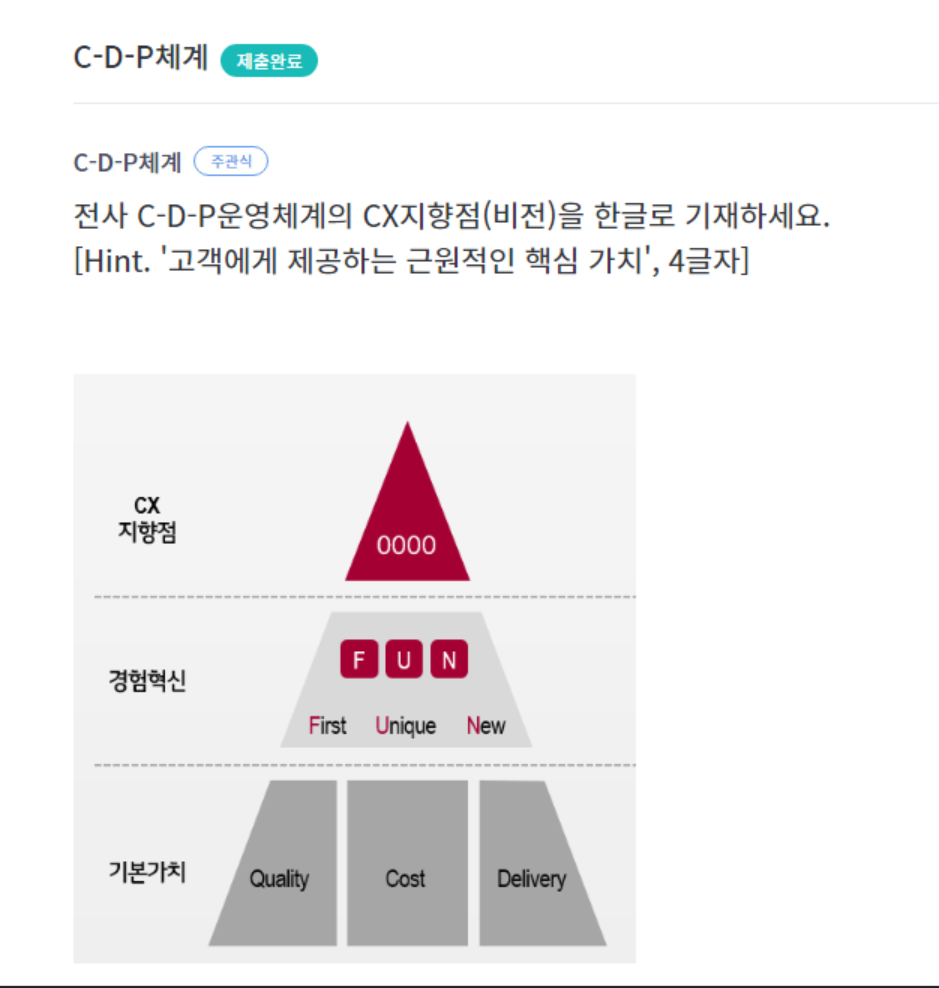 C-D-P체계 제출완료
C-D-P체계 주관식
전사 C-D-P운영체계의 CX지향점(비전)을 한글로 기재하세요.
[Hint. '고객에게 제공하는 근원적인 핵심 가치', 4글자]
CX
지향점
0000
경험혁신
F U N
First Unique New
기본가치
Quality Cost Delivery